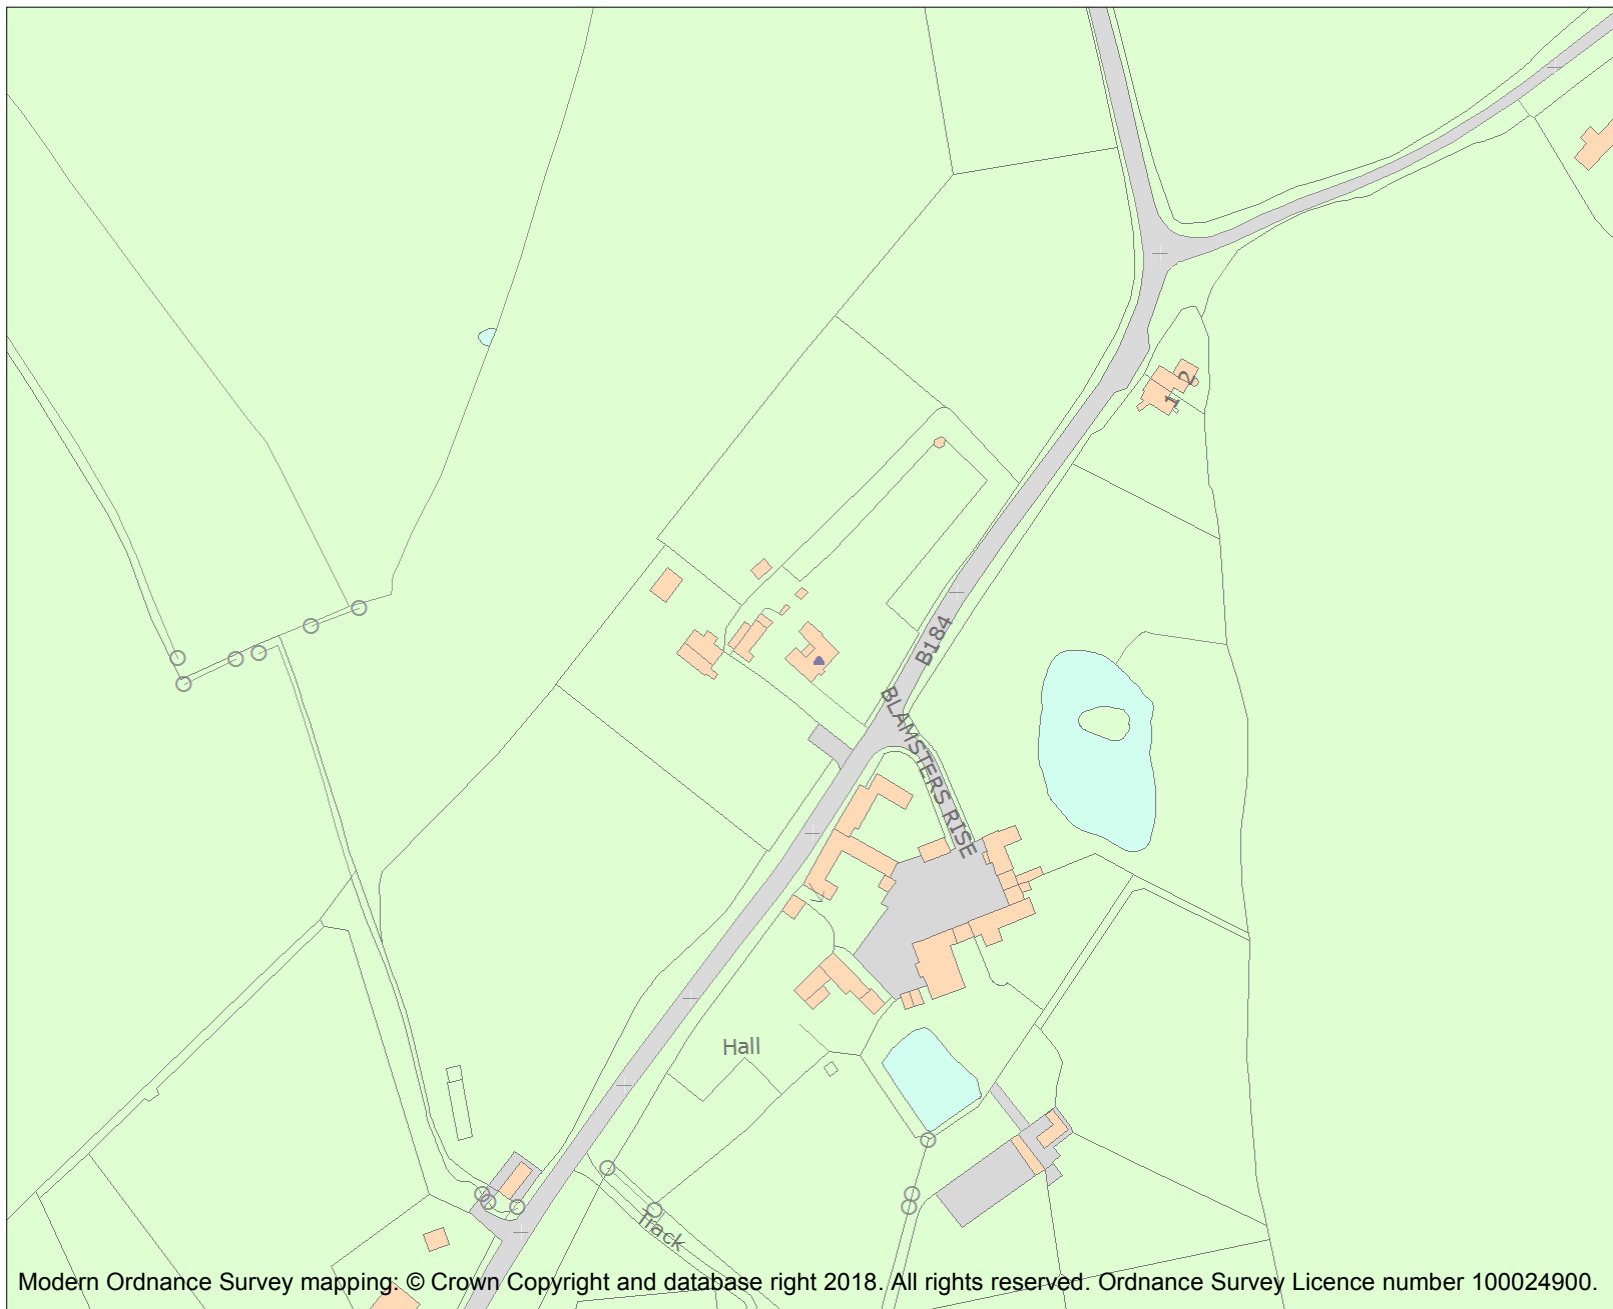 2
1
B184
BLAMSTERS RISE
Hall
Track
Modern Ordnance Survey mapping: © Crown Copyright and database right 2018. All rights reserved. Ordnance Survey Licence number 100024900.